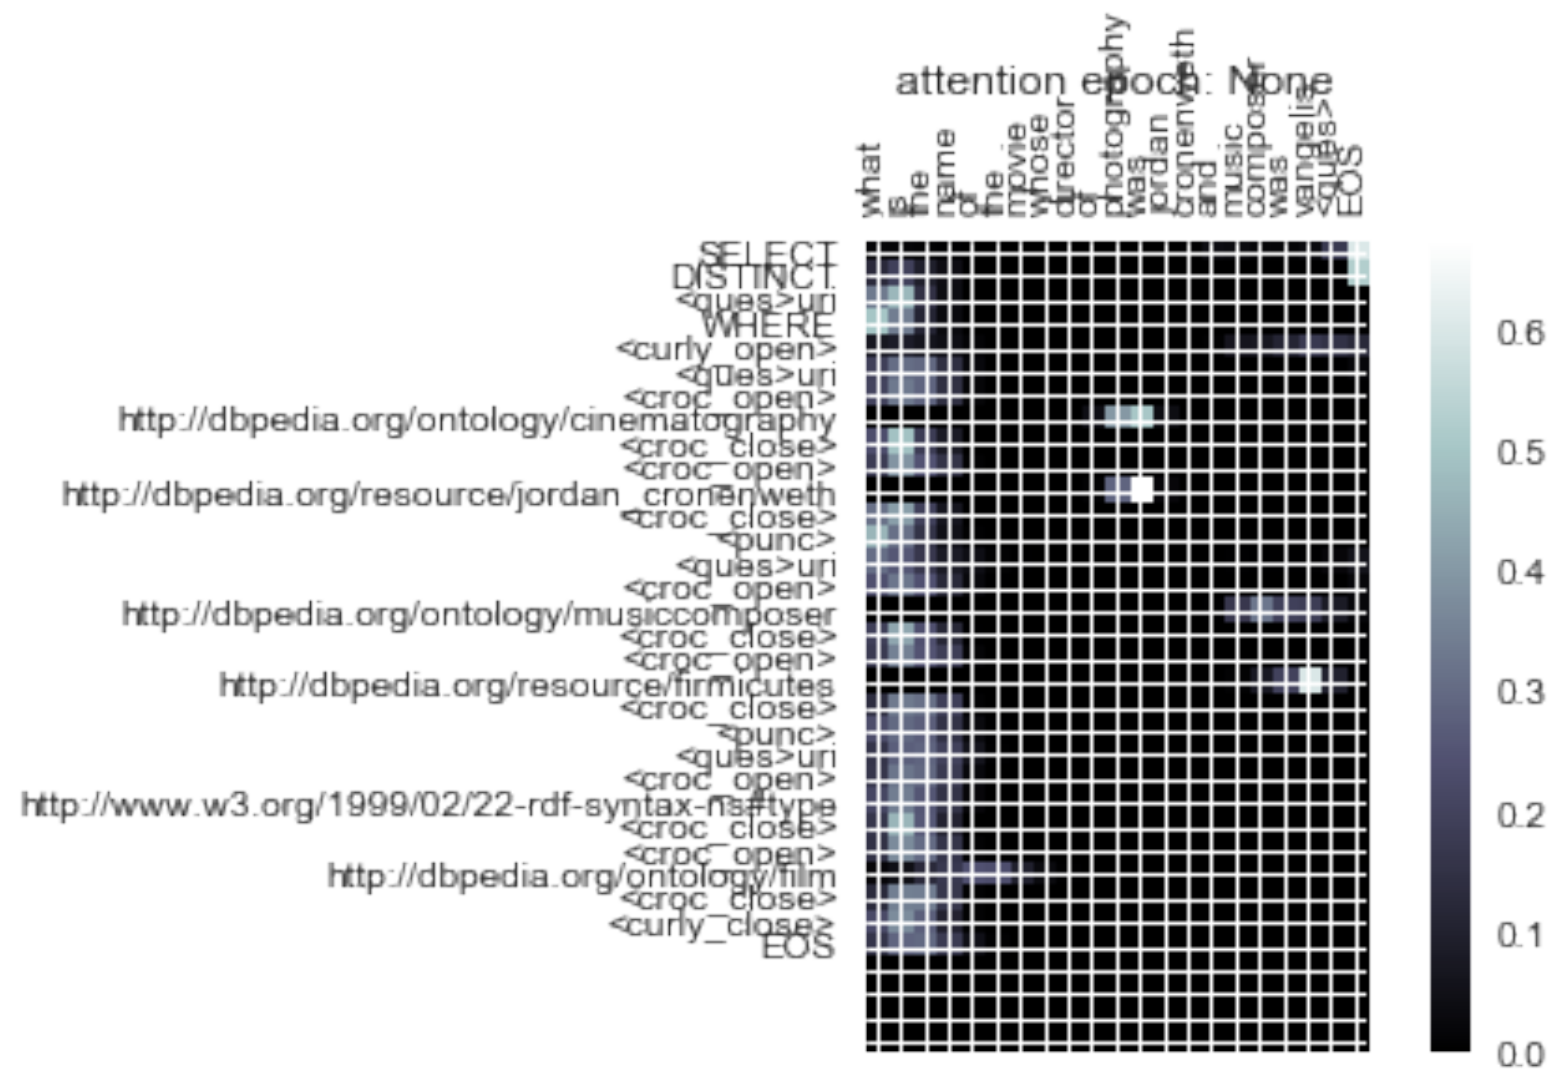 attention epoch: None
what
is
the
name
of
the
movie
whose
director
of
photography
was
jordan
cronenweth
and
music
composer
was
vangelis
<ques>
EOS
SELECT
DISTINCT
<ques>uri
WHERE
<curly_open>
<ques>uri
<croc_open>
http://dbpedia.org/ontology/cinematography
<croc_close>
<croc_open>
http://dbpedia.org/resource/jordan_cronenweth
<croc_close>
<punc>
<ques>uri
<croc_open>
http://dbpedia.org/ontology/musiccomposer
<croc_close>
<croc_open>
http://dbpedia.org/resource/firmicutes
<croc_close>
<punc>
<ques>uri
<croc_open>
http://www.w3.org/1999/02/22-rdf-syntax-ns#type
<croc_close>
<croc_open>
http://dbpedia.org/ontology/film
<croc_close>
<curly_close>
EOS
0.6
0.5
0.4
0.3
0.2
0.1
0.0